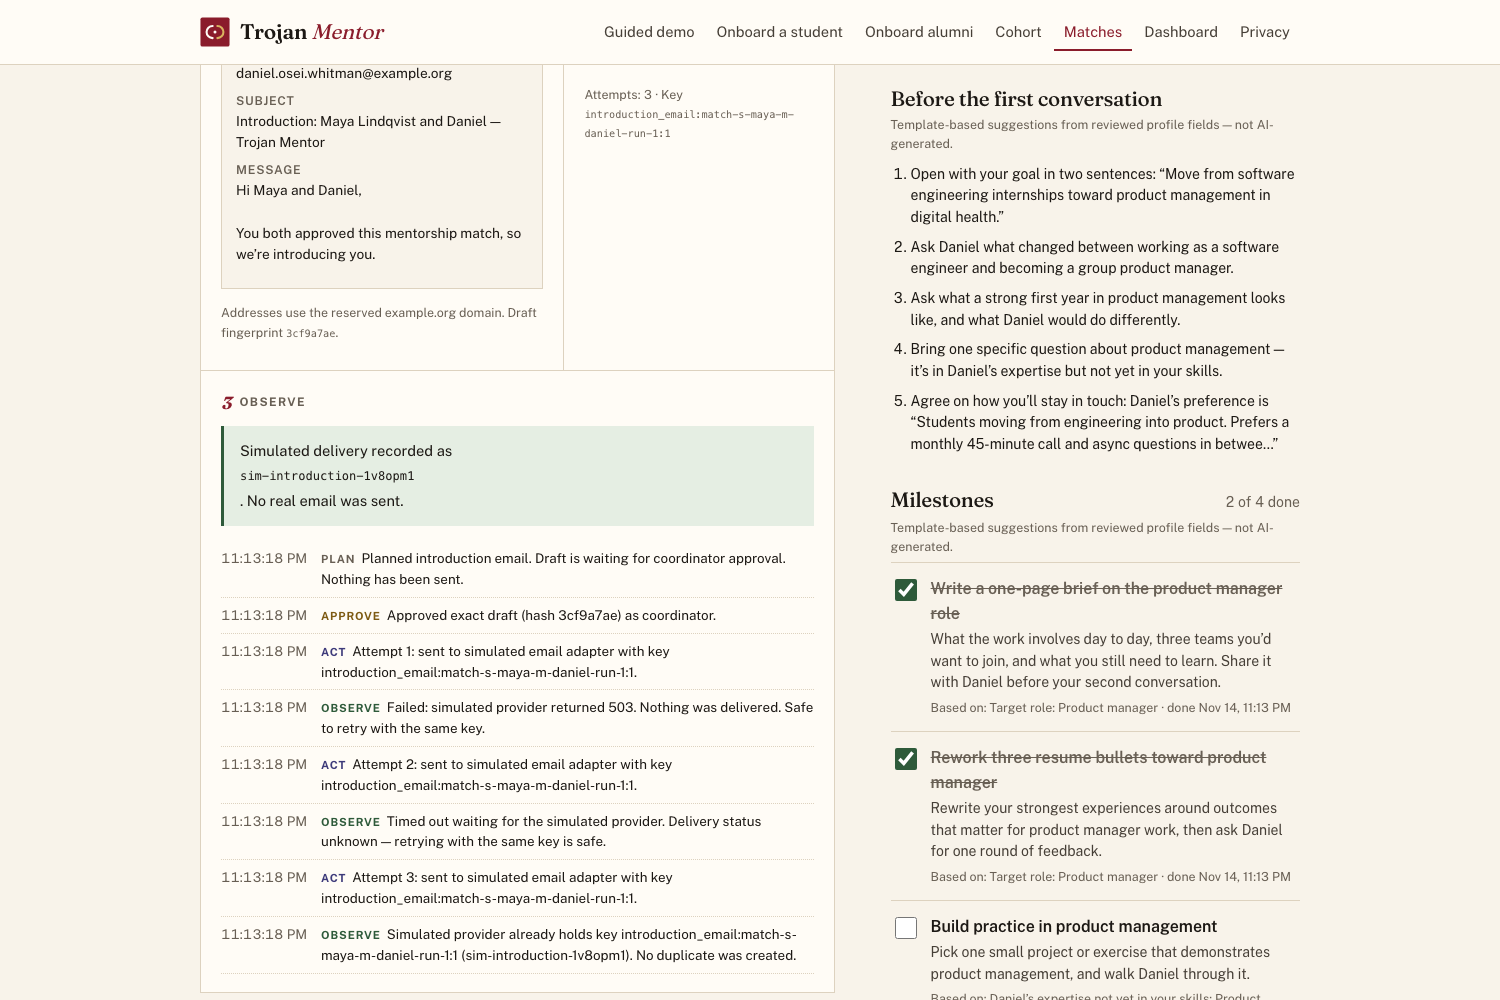 Trojan Mentor
Guided demo
Onboard a student
Onboard alumni
Cohort
Matches
Dashboard
Privacy
daniel.osei.whitman@example.org
SUBJECT
Introduction: Maya Lindqvist and Daniel —
Trojan Mentor
MESSAGE
Hi Maya and Daniel,
You both approved this mentorship match, so
we’re introducing you.
Addresses use the reserved example.org domain. Draft
fingerprint 3cf9a7ae.
Attempts: 3 · Key
introduction_email:match-s-maya-m-
daniel-run-1:1
3 OBSERVE
Simulated delivery recorded as
sim-introduction-1v8opm1
. No real email was sent.
11:13:18 PM PLAN Planned introduction email. Draft is waiting for coordinator approval.
Nothing has been sent.
11:13:18 PM APPROVE Approved exact draft (hash 3cf9a7ae) as coordinator.
11:13:18 PM ACT Attempt 1: sent to simulated email adapter with key
introduction_email:match-s-maya-m-daniel-run-1:1.
11:13:18 PM OBSERVE Failed: simulated provider returned 503. Nothing was delivered. Safe
to retry with the same key.
11:13:18 PM ACT Attempt 2: sent to simulated email adapter with key
introduction_email:match-s-maya-m-daniel-run-1:1.
11:13:18 PM OBSERVE Timed out waiting for the simulated provider. Delivery status
unknown — retrying with the same key is safe.
11:13:18 PM ACT Attempt 3: sent to simulated email adapter with key
introduction_email:match-s-maya-m-daniel-run-1:1.
11:13:18 PM OBSERVE Simulated provider already holds key introduction_email:match-s-
maya-m-daniel-run-1:1 (sim-introduction-1v8opm1). No duplicate was created.
Before the first conversation
Template-based suggestions from reviewed profile fields — not AI-
generated.
1. Open with your goal in two sentences: “Move from software
engineering internships toward product management in
digital health.”
2. Ask Daniel what changed between working as a software
engineer and becoming a group product manager.
3. Ask what a strong first year in product management looks
like, and what Daniel would do differently.
4. Bring one specific question about product management —
it’s in Daniel’s expertise but not yet in your skills.
5. Agree on how you’ll stay in touch: Daniel’s preference is
“Students moving from engineering into product. Prefers a
monthly 45-minute call and async questions in betwee…”
Milestones
2 of 4 done
Template-based suggestions from reviewed profile fields — not AI-
generated.
Write a one-page brief on the product manager
role
What the work involves day to day, three teams you’d
want to join, and what you still need to learn. Share it
with Daniel before your second conversation.
Based on: Target role: Product manager · done Nov 14, 11:13 PM
Rework three resume bullets toward product
manager
Rewrite your strongest experiences around outcomes
that matter for product manager work, then ask Daniel
for one round of feedback.
Based on: Target role: Product manager · done Nov 14, 11:13 PM
Build practice in product management
Pick one small project or exercise that demonstrates
product management, and walk Daniel through it.
Based on: Daniel’s expertise not yet in your skills: Product